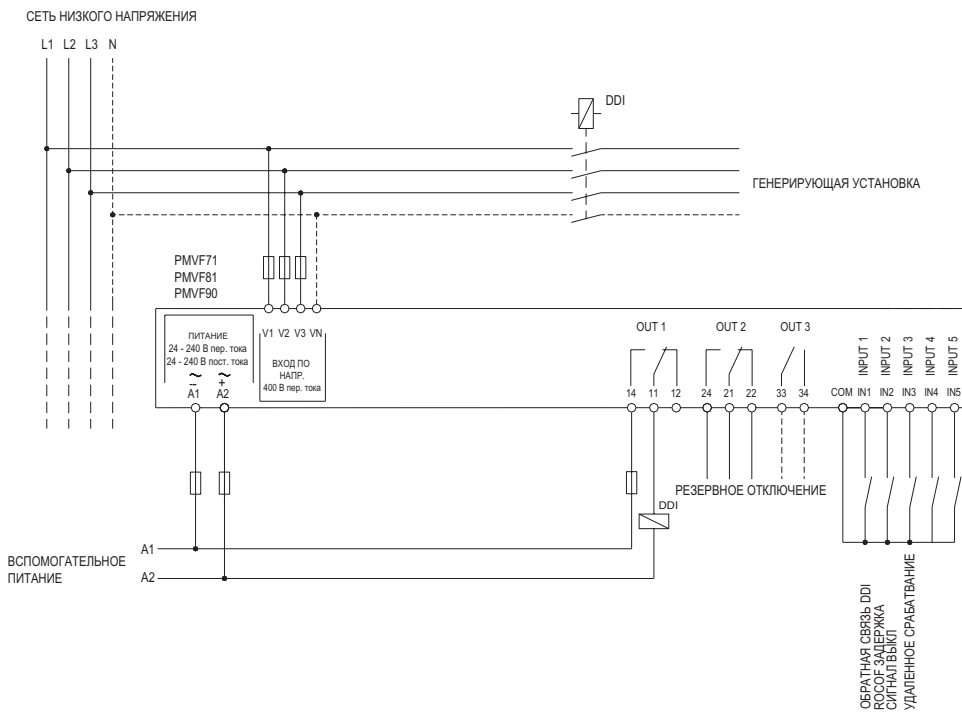 СЕТЬ НИЗКОГО НАПРЯЖЕНИЯ
L1 L2 L3 N
DDI
ГЕНЕРИРУЮЩАЯ УСТАНОВКА
PMVF71
PMVF81
PMVF90
ПИТАНИЕ
24 - 240 В пер. тока
24 - 240 В пост. тока
~ ~
– +
A1 A2
V1 V2 V3 VN
ВХОД ПО
НАПР.
400 В пер. тока
OUT 1
OUT 2
OUT 3
INPUT 1
INPUT 2
INPUT 3
INPUT 4
INPUT 5
14 11 12 24 21 22 33 34 COM IN1 IN2 IN3 IN4 IN5
РЕЗЕРВНОЕ ОТКЛЮЧЕНИЕ
DDI
ВСПОМОГАТЕЛЬНОЕ
ПИТАНИЕ
A1
A2
ОБРАТНАЯ СВЯЗЬ DDI
ROCOF ЗАДЕРЖКА
СИГНАЛ ВЫКЛ
УДАЛЕННОЕ СРАБАТВАНИЕ